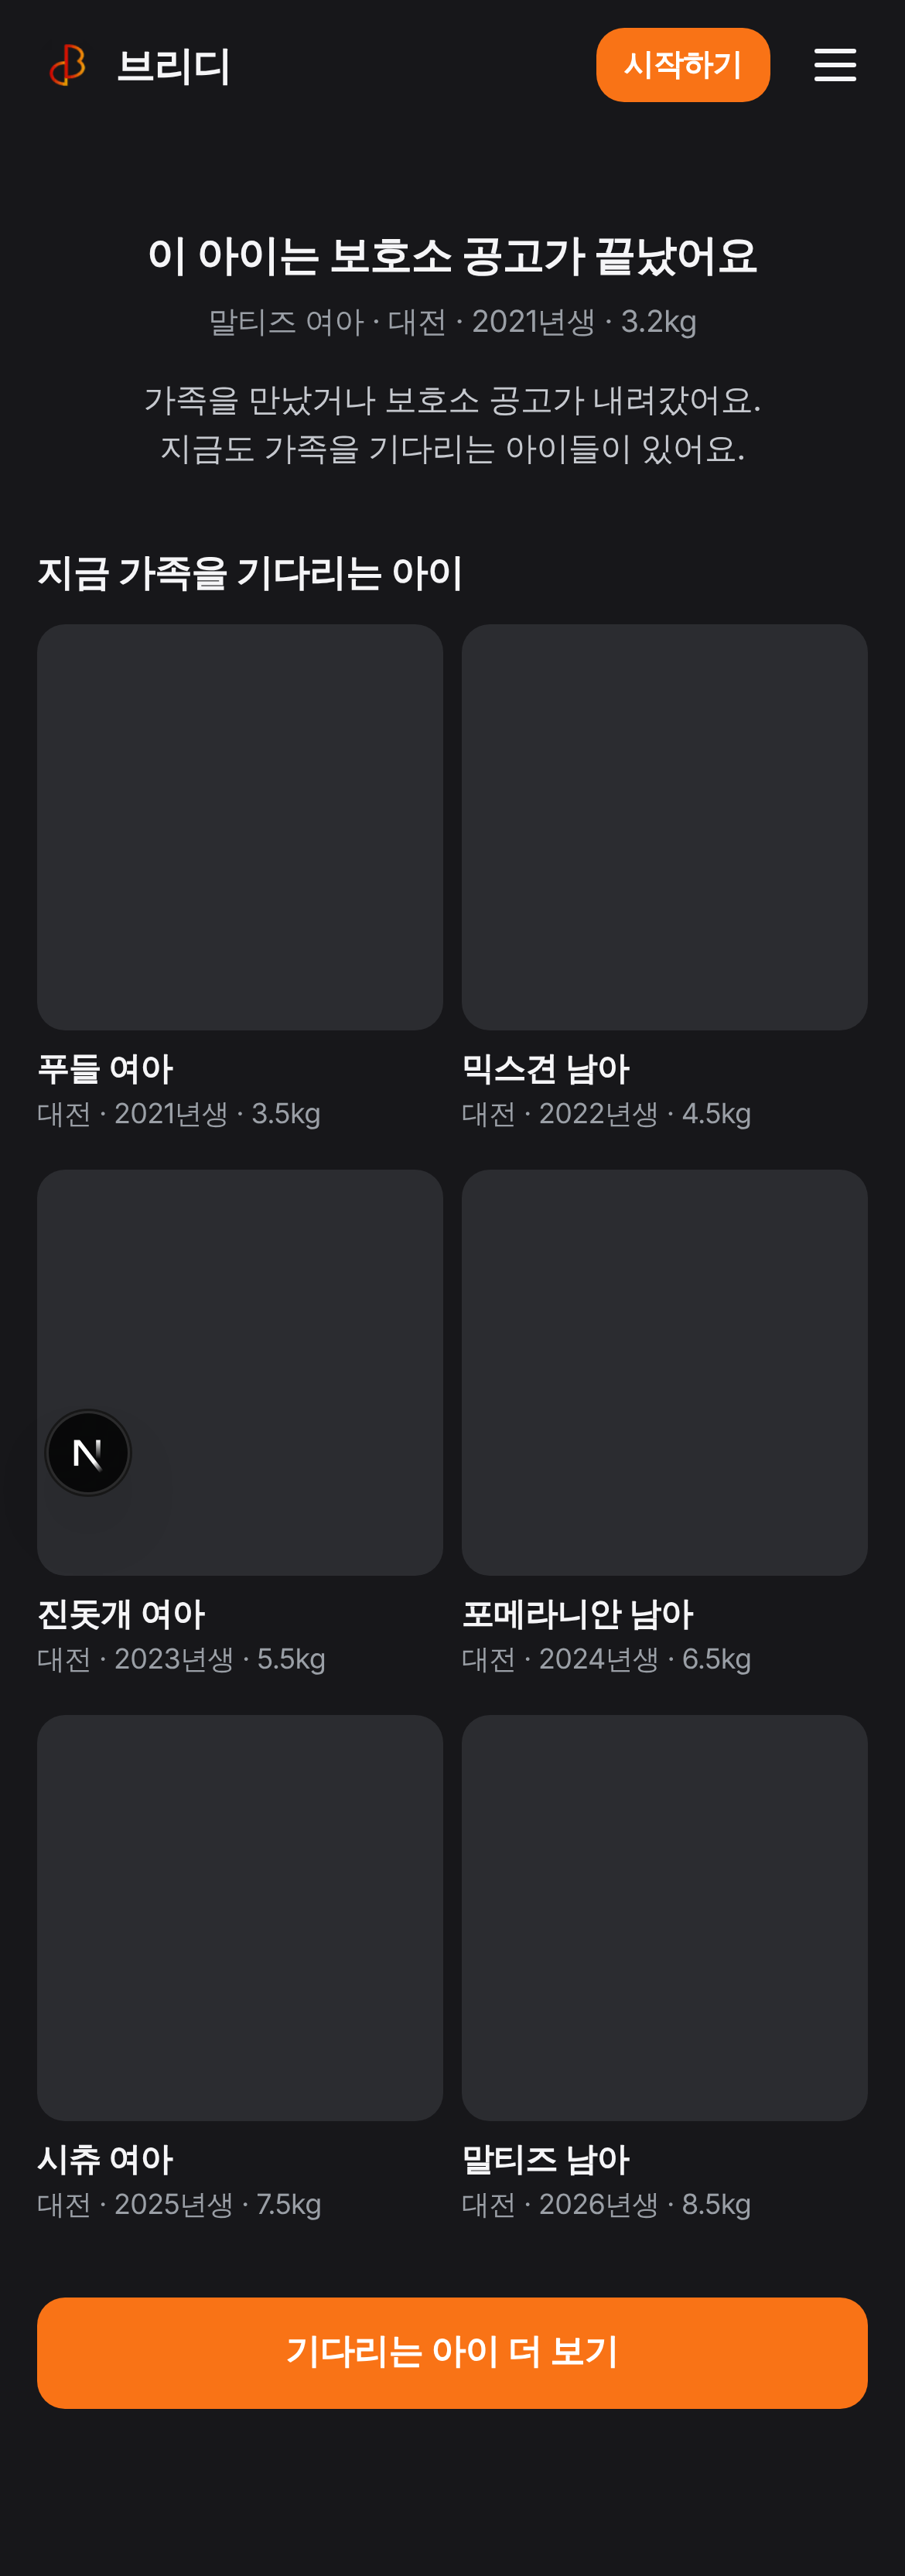 브리디
시작하기
이 아이는 보호소 공고가 끝났어요
말티즈 여아 · 대전 · 2021년생 · 3.2kg
가족을 만났거나 보호소 공고가 내려갔어요.
지금도 가족을 기다리는 아이들이 있어요.
지금 가족을 기다리는 아이
푸들 여아
대전 · 2021년생 · 3.5kg
믹스견 남아
대전 · 2022년생 · 4.5kg
N
진돗개 여아
대전 · 2023년생 · 5.5kg
포메라니안 남아
대전 · 2024년생 · 6.5kg
시츄 여아
대전 · 2025년생 · 7.5kg
말티즈 남아
대전 · 2026년생 · 8.5kg
기다리는 아이 더 보기